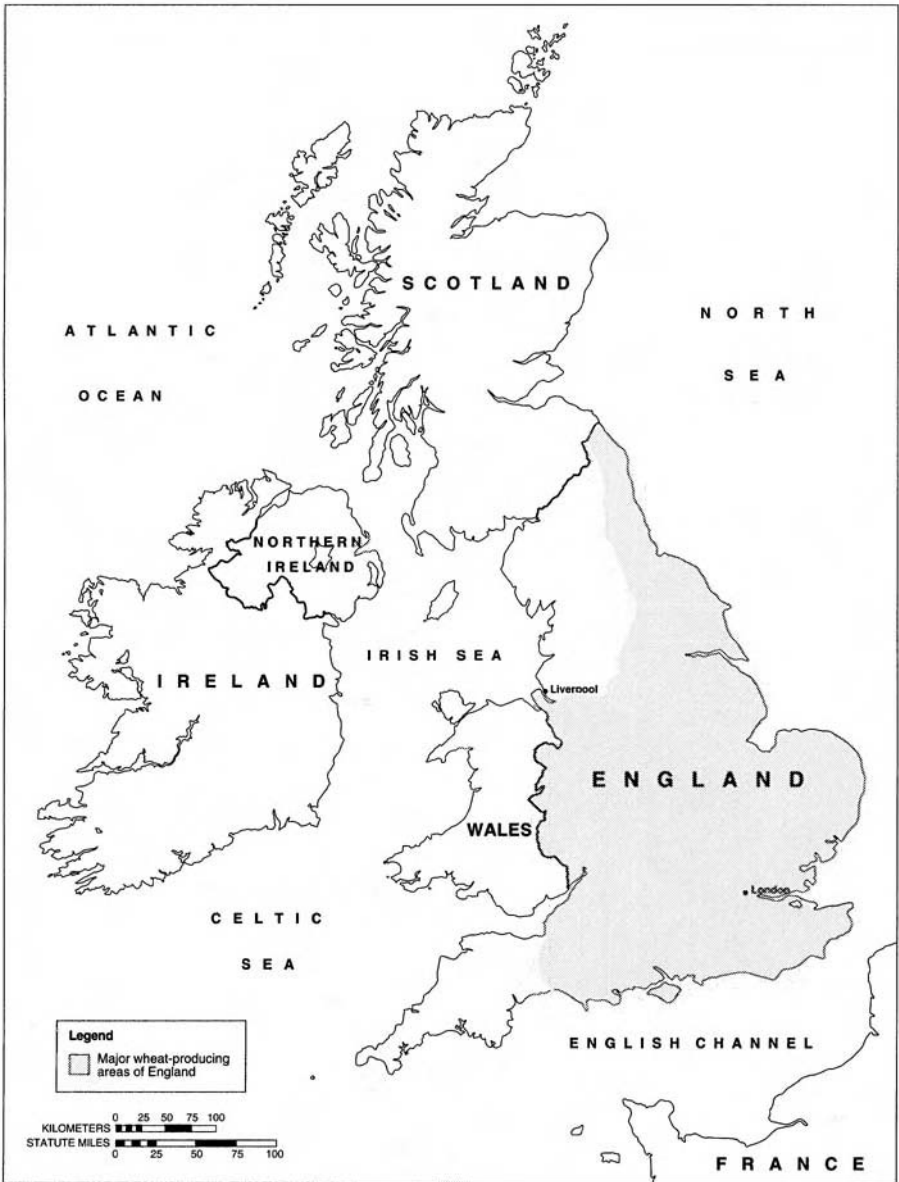 SCOTLAND
ATLANTIC
OCEAN
NORTH
SEA
NORTHERN
IRELAND
IRISH SEA
IRELAND
Liverpool
ENGLAND
WALES
London
CELTIC
SEA
ENGLISH CHANNEL
FRANCE
Legend
Major wheat-producing
areas of England
0 25 50 75 100
KILOMETERS
STATUTE MILES
0 25 50 75 100